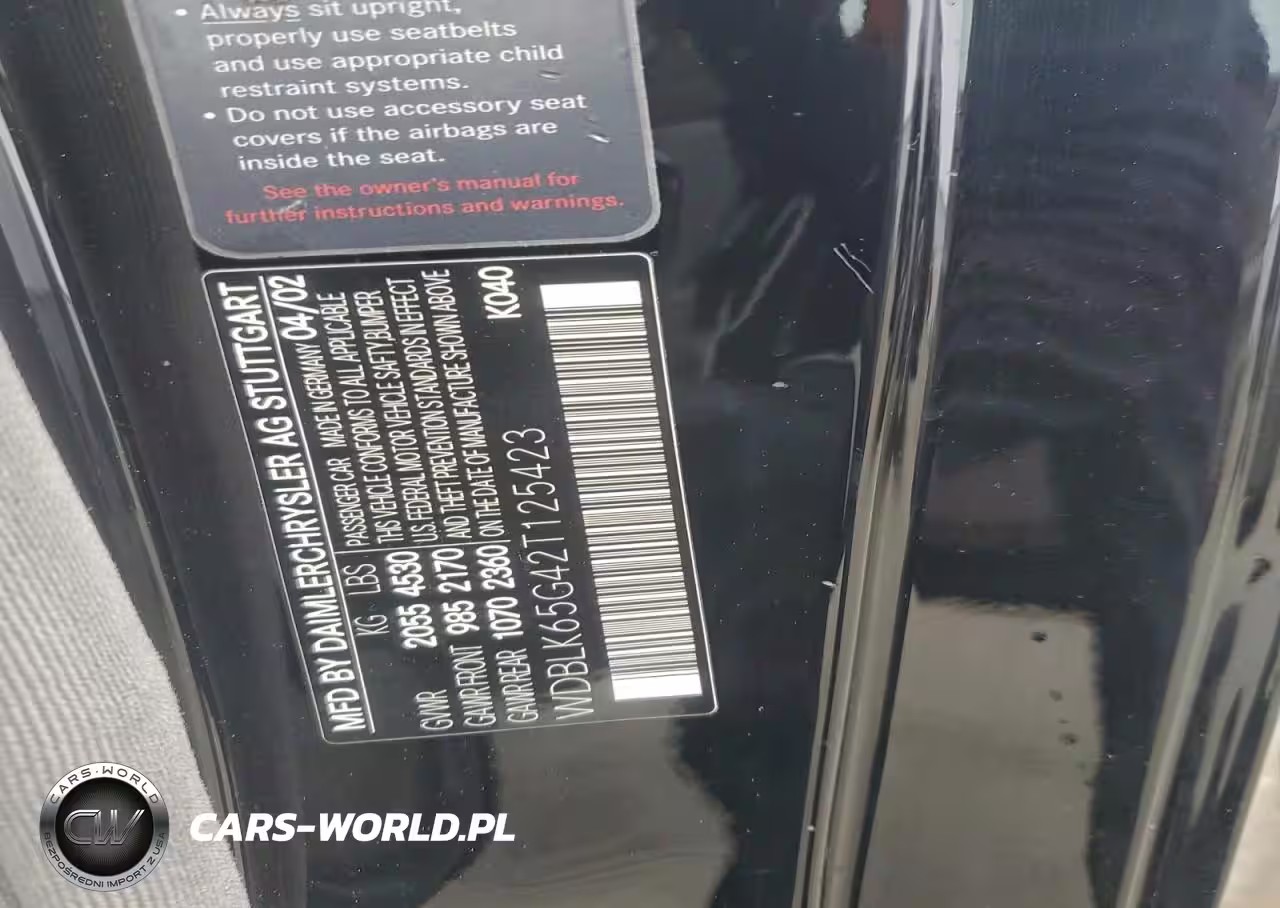 • Always sit upright,
properly use seatbelts
and use appropriate child
restraint systems.
• Do not use accessory seat
covers if the airbags are
inside the seat.
See the owner's manual for
further instructions and warnings.
MFD BY DAIMLERCHRYSLER AG STUTTGART
KG LBS PASSENGER CAR MADE IN GERMANY 04/02
THIS VEHICLE CONFORMS TO ALL APPLICABLE
GVWR 2055 4530 U.S. FEDERAL MOTOR VEHICLE SAFETY, BUMPER
GAWR FRONT 985 2170 AND THEFT PREVENTION STANDARDS IN EFFECT
GAWR REAR 1070 2360 ON THE DATE OF MANUFACTURE SHOWN ABOVE
WDBLK65G42T125423 K040
CARS-WORLD
CW
BEZPOŚREDNI IMPORT Z USA
CARS-WORLD.PL